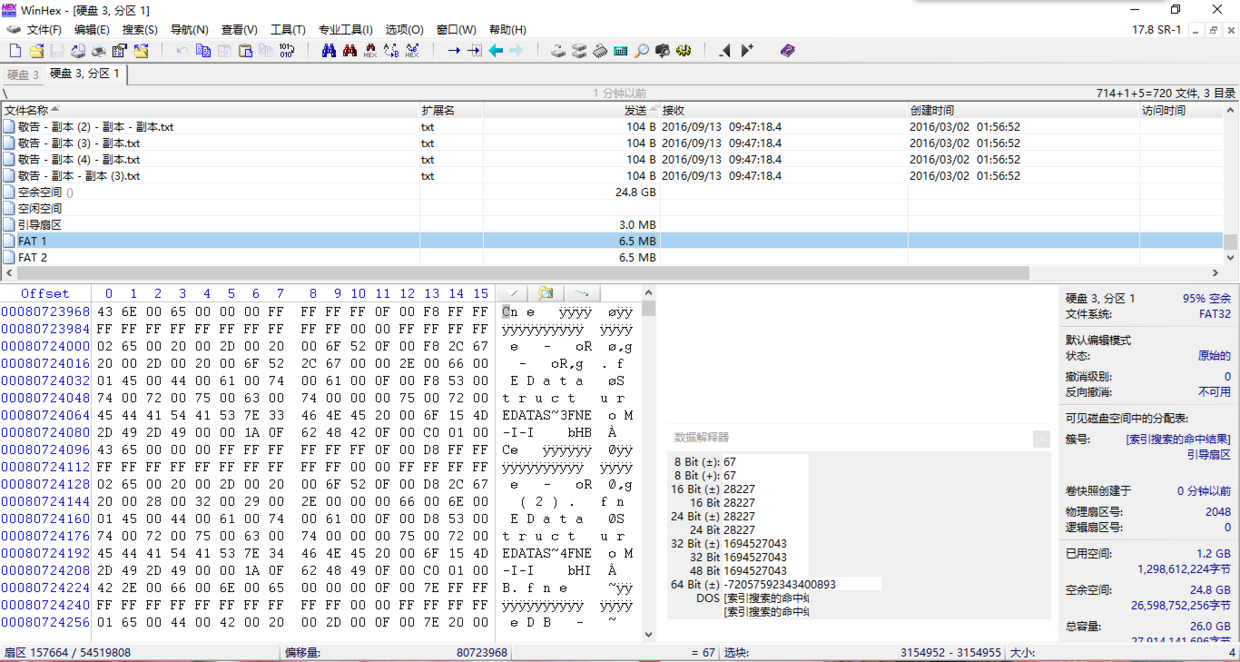 WinHex - [硬盘 3, 分区 1]
文件(F) 编辑(E) 搜索(S) 导航(N) 查看(V) 工具(T) 专业工具(I) 选项(O) 窗口(W) 帮助(H) 17.8 SR-1
硬盘 3 硬盘 3, 分区 1
\ 1 分钟以前 714+1+5=720 文件, 3 目录
文件名称 扩展名 发送 接收 创建时间 访问时间
敬告 - 副本 (2) - 副本 - 副本.txt txt 104 B 2016/09/13 09:47:18.4 2016/03/02 01:56:52
敬告 - 副本 (3) - 副本.txt txt 104 B 2016/09/13 09:47:18.4 2016/03/02 01:56:52
敬告 - 副本 (4) - 副本.txt txt 104 B 2016/09/13 09:47:18.4 2016/03/02 01:56:52
敬告 - 副本 - 副本 (3).txt txt 104 B 2016/09/13 09:47:18.4 2016/03/02 01:56:52
空余空间 () 24.8 GB
空闲空间
引导扇区 3.0 MB
FAT 1 6.5 MB
FAT 2 6.5 MB
Offset 0 1 2 3 4 5 6 7 8 9 10 11 12 13 14 15
00080723968 43 6E 00 65 00 00 00 FF FF FF FF 0F 00 F8 FF FF Cn e ÿÿÿÿ øÿÿ
00080723984 FF FF FF FF FF FF FF FF FF FF 00 00 FF FF FF FF ÿÿÿÿÿÿÿÿÿÿ ÿÿÿÿ
00080724000 02 65 00 20 00 2D 00 20 00 6F 52 0F 00 F8 2C 67 e - oR ø,g
00080724016 20 00 2D 00 20 00 6F 52 2C 67 00 00 2E 00 66 00 - oR,g . f
00080724032 01 45 00 44 00 61 00 74 00 61 00 0F 00 F8 53 00 E D a t a øS
00080724048 74 00 72 00 75 00 63 00 74 00 00 00 75 00 72 00 t r u c t u r
00080724064 45 44 41 54 41 53 7E 33 46 4E 45 20 00 6F 15 4D EDATAS~3FNE o M
00080724080 2D 49 2D 49 00 00 1A 0F 62 48 42 0F 00 C0 01 00 -I-I bHB À
00080724096 43 65 00 00 00 FF FF FF FF FF FF 0F 00 D8 FF FF Ce ÿÿÿÿÿÿ Øÿÿ
00080724112 FF FF FF FF FF FF FF FF FF FF 00 00 FF FF FF FF ÿÿÿÿÿÿÿÿÿÿ ÿÿÿÿ
00080724128 02 65 00 20 00 2D 00 20 00 6F 52 0F 00 D8 2C 67 e - oR Ø,g
00080724144 20 00 28 00 32 00 29 00 2E 00 00 00 66 00 6E 00 ( 2 ) . f n
00080724160 01 45 00 44 00 61 00 74 00 61 00 0F 00 D8 53 00 E D a t a ØS
00080724176 74 00 72 00 75 00 63 00 74 00 00 00 75 00 72 00 t r u c t u r
00080724192 45 44 41 54 41 53 7E 34 46 4E 45 20 00 6F 15 4D EDATAS~4FNE o M
00080724208 2D 49 2D 49 00 00 1A 0F 62 48 49 0F 00 C0 01 00 -I-I bHI À
00080724224 42 2E 00 66 00 6E 00 65 00 00 00 0F 00 7E FF FF B. f n e ~ÿÿ
00080724240 FF FF FF FF FF FF FF FF FF FF 00 00 FF FF FF FF ÿÿÿÿÿÿÿÿÿÿ ÿÿÿÿ
00080724256 01 65 00 44 00 42 00 20 00 2D 00 0F 00 7E 20 00 e D B - ~
数据解释器
8 Bit (±): 67
8 Bit (+): 67
16 Bit (±) 28227
16 Bit 28227
24 Bit (±) 28227
24 Bit 28227
32 Bit (±) 1694527043
32 Bit 1694527043
48 Bit 1694527043
64 Bit (±) -72057592343400893
DOS [索引搜索的命中结
[索引搜索的命中结
硬盘 3, 分区 1 95% 空余
文件系统: FAT32
默认编辑模式
状态: 原始的
撤消级别: 0
反向撤消: 不可用
可见磁盘空间中的分配表:
簇号: [索引搜索的命中结果]
引导扇区
卷快照创建于 0 分钟以前
物理扇区号: 2048
逻辑扇区号: 0
已用空间: 1.2 GB
1,298,612,224字节
空余空间: 24.8 GB
26,598,752,256字节
总容量: 26.0 GB
27,914,141,696字节
扇区 157664 / 54519808 偏移量: 80723968 = 67 选块: 3154952 - 3154955 大小: 4